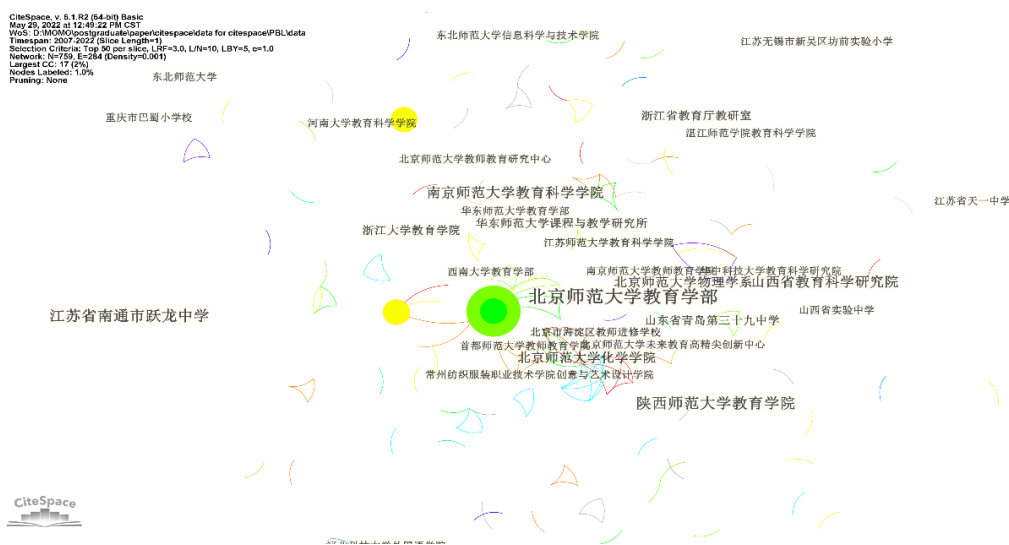 CiteSpace, v. 6.1.R2 (64-bit) Basic
May 29, 2022 at 12:49:22 PM CST
WoS: D:\MOMO\postgraduate\paper\citespace\data for citespace\PBL\data
Timespan: 2007-2022 (Slice Length=1)
Selection Criteria: Top 50 per slice, LRF=3.0, L/N=10, LBY=5, e=1.0
Network: N=759, E=264 (Density=0.001)
Largest CC: 17 (2%)
Nodes Labeled: 1.0%
Pruning: None
东北师范大学信息科学与技术学院
江苏无锡市新吴区坊前实验小学
东北师范大学
重庆市巴蜀小学校
河南大学教育科学学院
浙江省教育厅教研室
湛江师范学院教育科学学院
北京师范大学教师教育研究中心
南京师范大学教育科学学院
江苏省天一中学
华东师范大学教育学部
华东师范大学课程与教学研究所
浙江大学教育学院
江苏师范大学教育科学学院
西南大学教育学部
南京师范大学教师教育学院
华中科技大学教育科学研究院
北京师范大学物理学系
山西省教育科学研究院
北京师范大学教育学部
山西省实验中学
江苏省南通市跃龙中学
山东省青岛第三十九中学
北京市海淀区教师进修学校
首都师范大学教师教育学院
北京师范大学未来教育高精尖创新中心
北京师范大学化学学院
常州纺织服装职业技术学院创意与艺术设计学院
陕西师范大学教育学院
CiteSpace